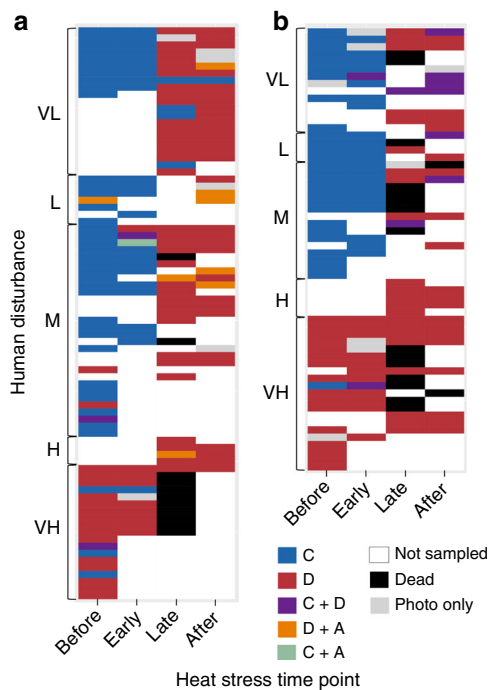 a
b
Human disturbance
VL
L
M
H
VH
VL
L
M
H
VH
Before
Early
Late
After
Before
Early
Late
After
C
D
C + D
D + A
C + A
Not sampled
Dead
Photo only
Heat stress time point